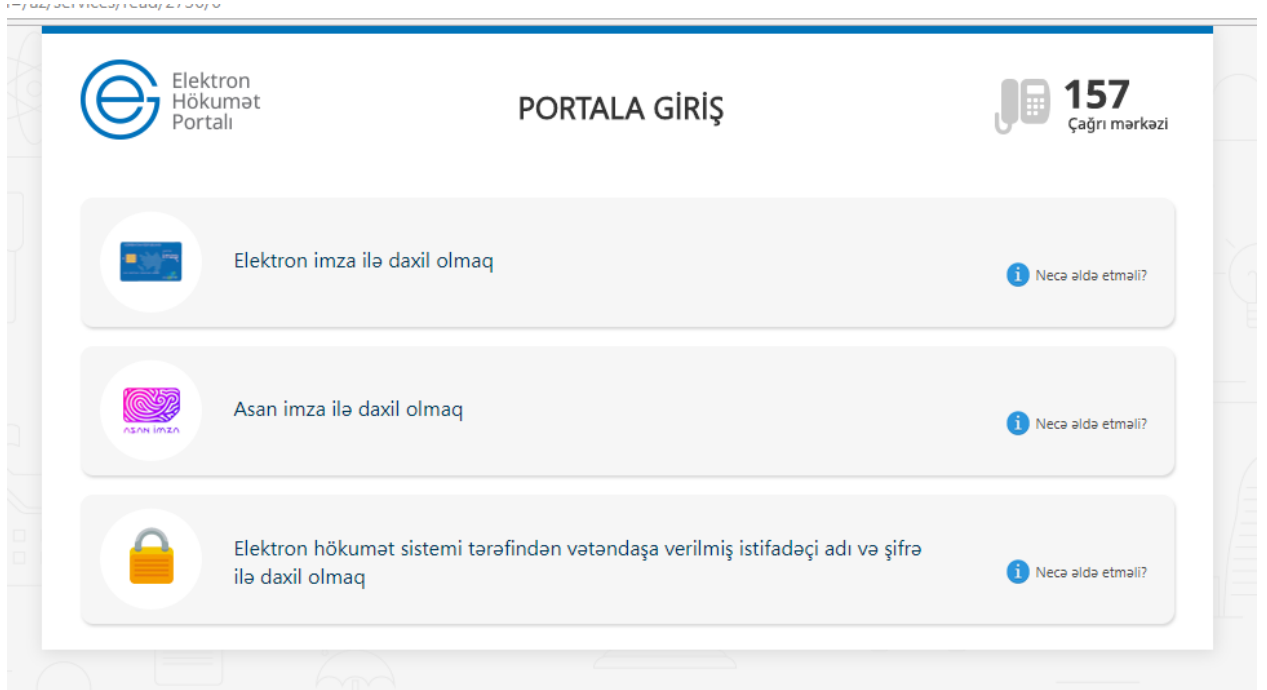 Elektron
Hökumət
Portalı
PORTALA GİRİŞ
157
Çağrı mərkəzi
Elektron imza ilə daxil olmaq
Necə əldə etməli?
Asan imza ilə daxil olmaq
Necə əldə etməli?
ASAN İMZA
Elektron hökumət sistemi tərəfindən vətəndaşa verilmiş istifadəçi adı və şifrə
ilə daxil olmaq
Necə əldə etməli?